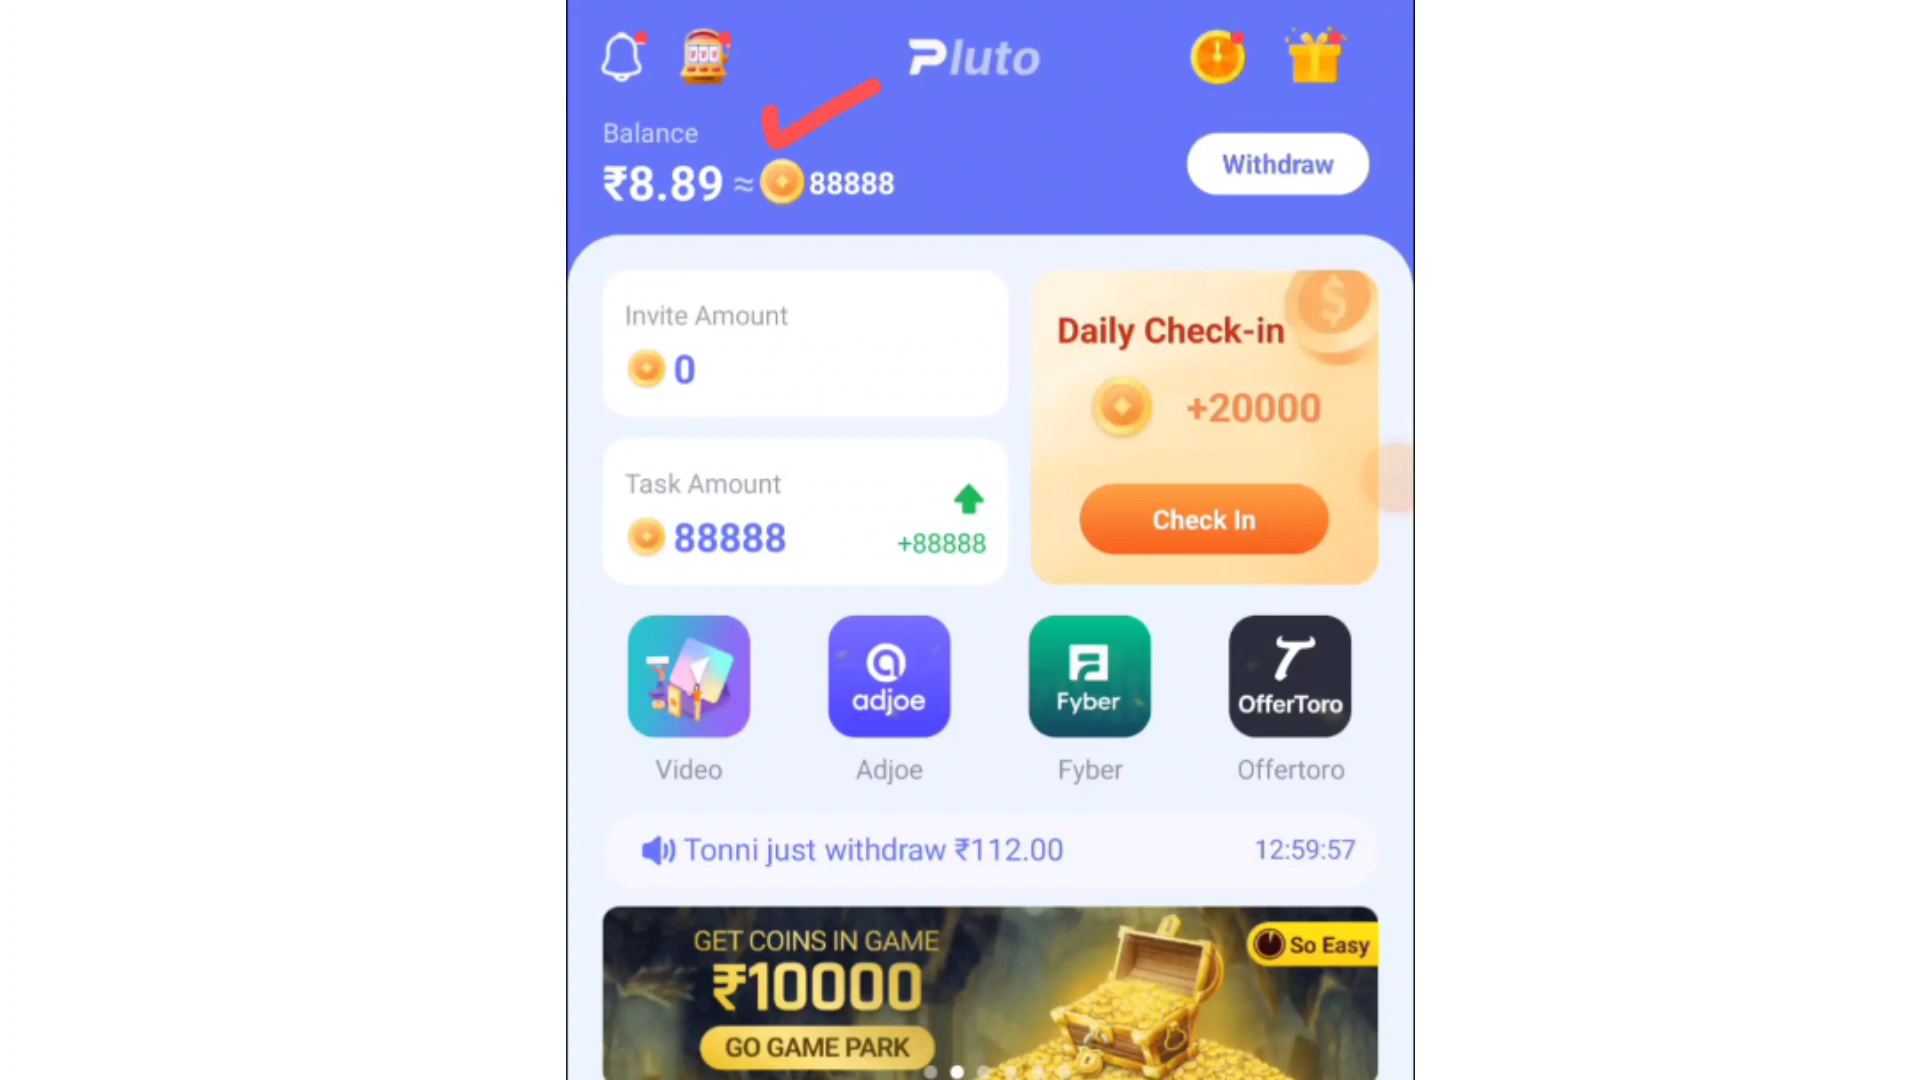 Pluto
Balance
₹8.89 ≈ 88888
Withdraw
Invite Amount
0
Daily Check-in
+20000
Check In
Task Amount
88888
+88888
adjoe
Fyber
OfferToro
Video
Adjoe
Fyber
Offertoro
Tonni just withdraw ₹112.00
12:59:57
GET COINS IN GAME
₹10000
GO GAME PARK
So Easy